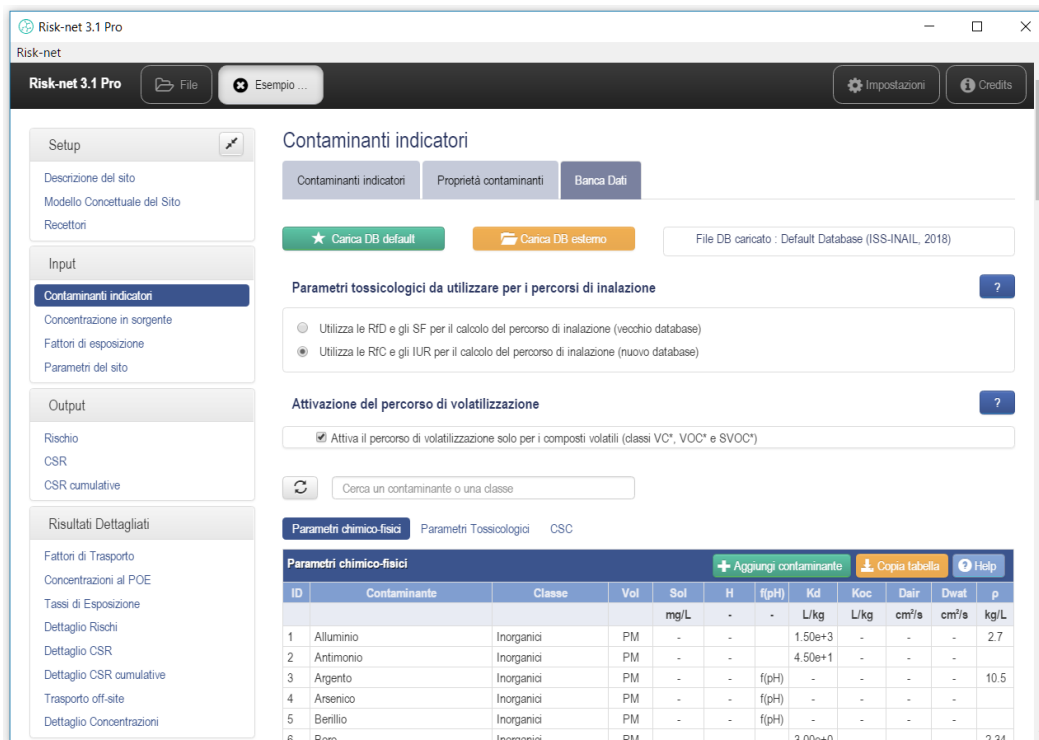 Risk-net 3.1 Pro
Risk-net
Risk-net 3.1 Pro File Esempio ... Impostazioni Credits
Setup
Descrizione del sito
Modello Concettuale del Sito
Recettori
Input
Contaminanti indicatori
Concentrazione in sorgente
Fattori di esposizione
Parametri del sito
Output
Rischio
CSR
CSR cumulative
Risultati Dettagliati
Fattori di Trasporto
Concentrazioni al POE
Tassi di Esposizione
Dettaglio Rischi
Dettaglio CSR
Dettaglio CSR cumulative
Trasporto off-site
Dettaglio Concentrazioni
Contaminanti indicatori
Contaminanti indicatori Proprietà contaminanti Banca Dati
Carica DB default Carica DB esterno File DB caricato : Default Database (ISS-INAIL, 2018)
Parametri tossicologici da utilizzare per i percorsi di inalazione ?
Utilizza le RfD e gli SF per il calcolo del percorso di inalazione (vecchio database)
Utilizza le RfC e gli IUR per il calcolo del percorso di inalazione (nuovo database)
Attivazione del percorso di volatilizzazione ?
Attiva il percorso di volatilizzazione solo per i composti volatili (classi VC*, VOC* e SVOC*)
Cerca un contaminante o una classe
Parametri chimico-fisici Parametri Tossicologici CSC
Parametri chimico-fisici Aggiungi contaminante Copia tabella Help
ID Contaminante Classe Vol Sol H f(pH) Kd Koc Dair Dwat ρ
mg/L - - L/kg L/kg cm²/s cm²/s kg/L
1 Alluminio Inorganici PM - - 1.50e+3 - - - 2.7
2 Antimonio Inorganici PM - - 4.50e+1 - - -
3 Argento Inorganici PM - - f(pH) - - - - 10.5
4 Arsenico Inorganici PM - - f(pH) - - - -
5 Berillio Inorganici PM - - f(pH) - - - -
6 Boro Inorganici PM 3.00e+0 2.34